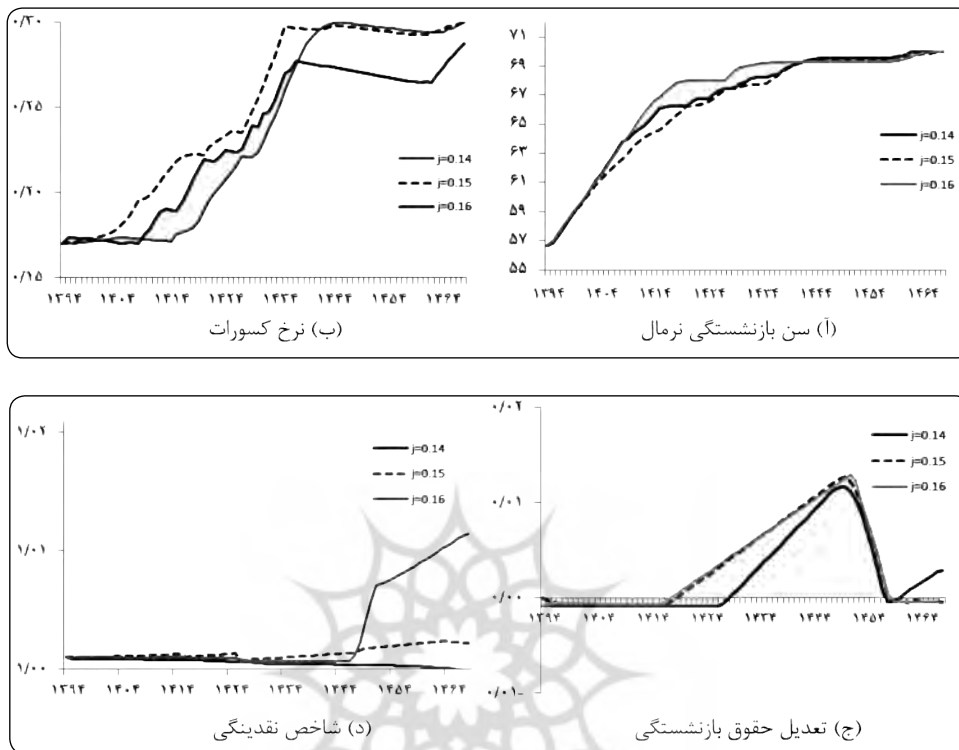 ۷۱
۶۹
۶۷
۶۵
۶۳
۶۱
۵۹
۵۷
۵۵
j=0.14
j=0.15
j=0.16
۱۳۹۴ ۱۴۰۴ ۱۴۱۴ ۱۴۲۴ ۱۴۳۴ ۱۴۴۴ ۱۴۵۴ ۱۴۶۴
(آ) سن بازنشستگی نرمال
۰/۳۰
۰/۲۵
۰/۲۰
۰/۱۵
j=0.14
j=0.15
j=0.16
۱۳۹۴ ۱۴۰۴ ۱۴۱۴ ۱۴۲۴ ۱۴۳۴ ۱۴۴۴ ۱۴۵۴ ۱۴۶۴
(ب) نرخ کسورات
۰/۰۲
۰/۰۱
۰/۰۰
۰/۰۱-
j=0.14
j=0.15
j=0.16
۱۳۹۴ ۱۴۰۴ ۱۴۱۴ ۱۴۲۴ ۱۴۳۴ ۱۴۴۴ ۱۴۵۴ ۱۴۶۴
(ج) تعدیل حقوق بازنشستگی
۱/۰۲
۱/۰۱
۱/۰۰
j=0.14
j=0.15
j=0.16
۱۳۹۴ ۱۴۰۴ ۱۴۱۴ ۱۴۲۴ ۱۴۳۴ ۱۴۴۴ ۱۴۵۴ ۱۴۶۴
(د) شاخص نقدینگی